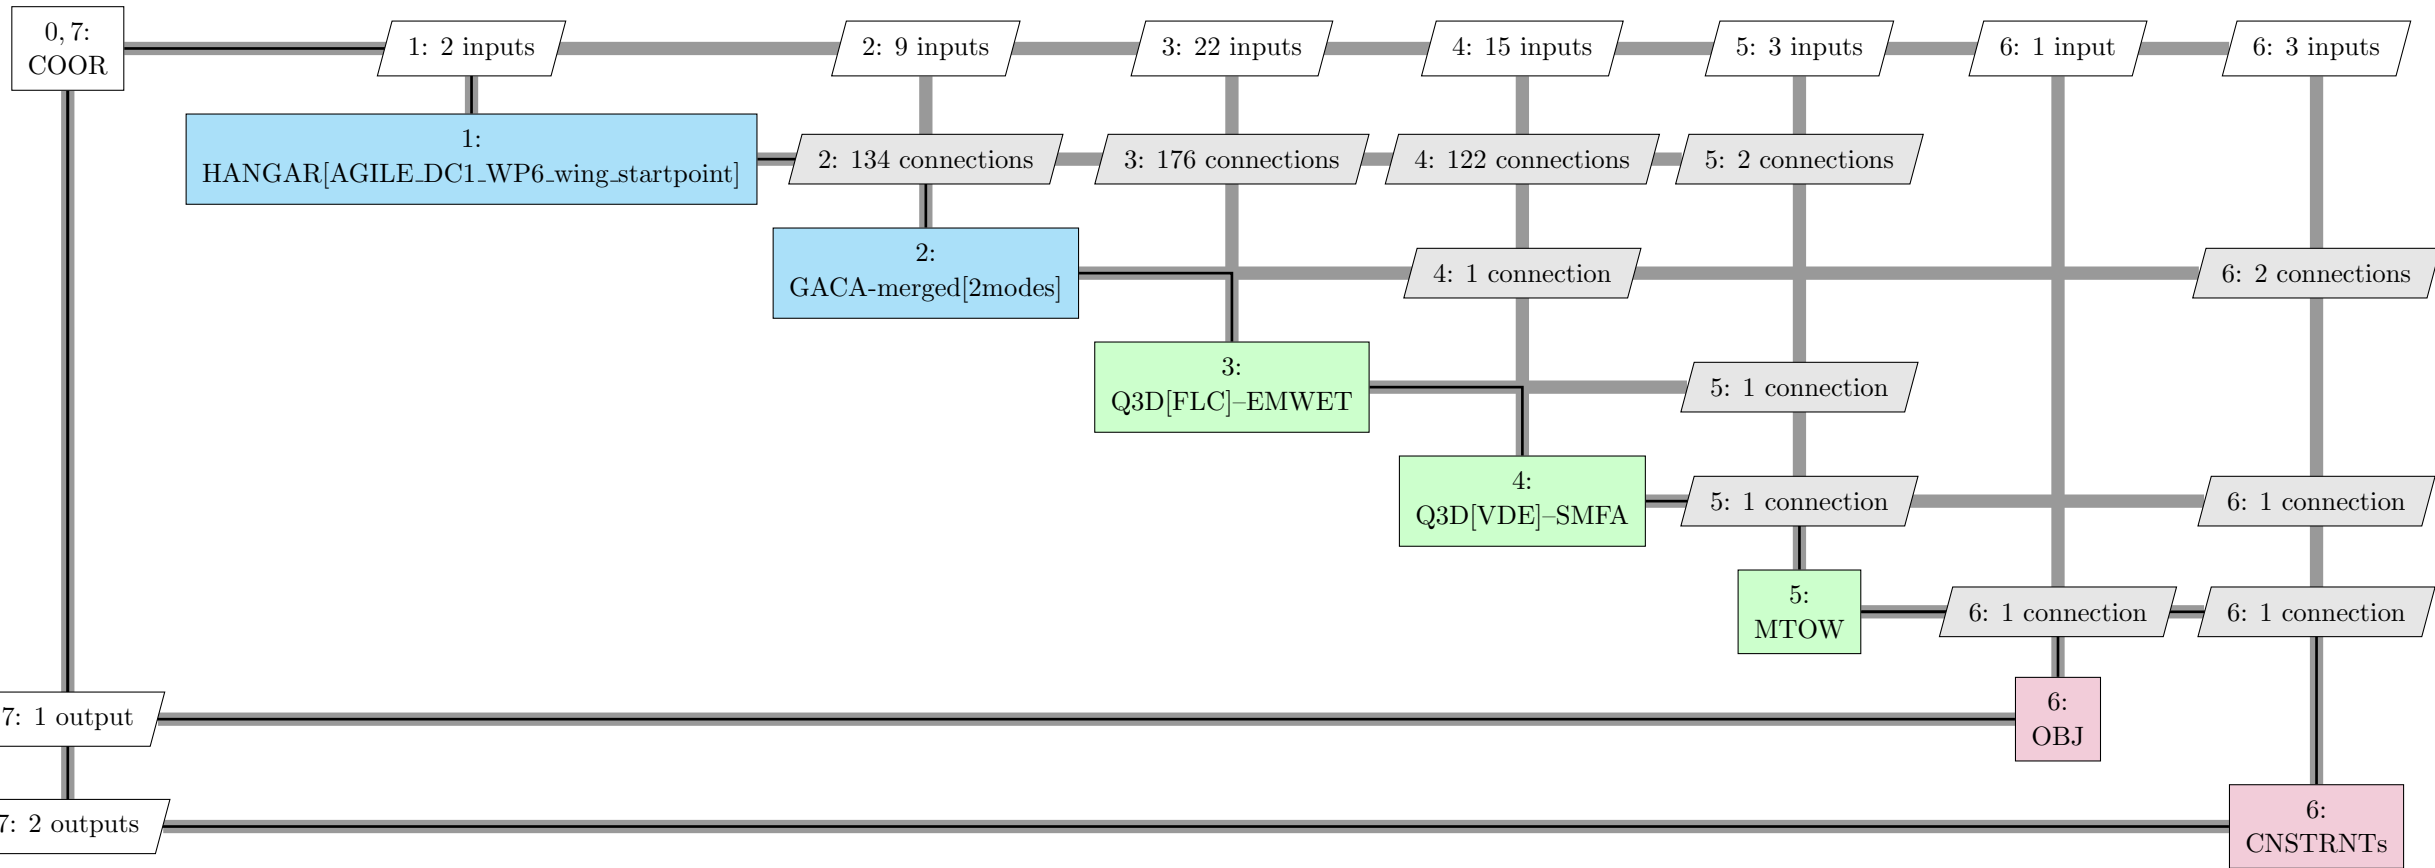 0, 7:
COOR
1: 2 inputs
2: 9 inputs
3: 22 inputs
4: 15 inputs
5: 3 inputs
6: 1 input
6: 3 inputs
1:
HANGAR[AGILE_DC1_WP6_wing_startpoint]
2: 134 connections
3: 176 connections
4: 122 connections
5: 2 connections
2:
GACA-merged[2modes]
4: 1 connection
6: 2 connections
3:
Q3D[FLC]–EMWET
5: 1 connection
4:
Q3D[VDE]–SMFA
5: 1 connection
6: 1 connection
5:
MTOW
6: 1 connection
6: 1 connection
7: 1 output
6:
OBJ
7: 2 outputs
6:
CNSTRNTs